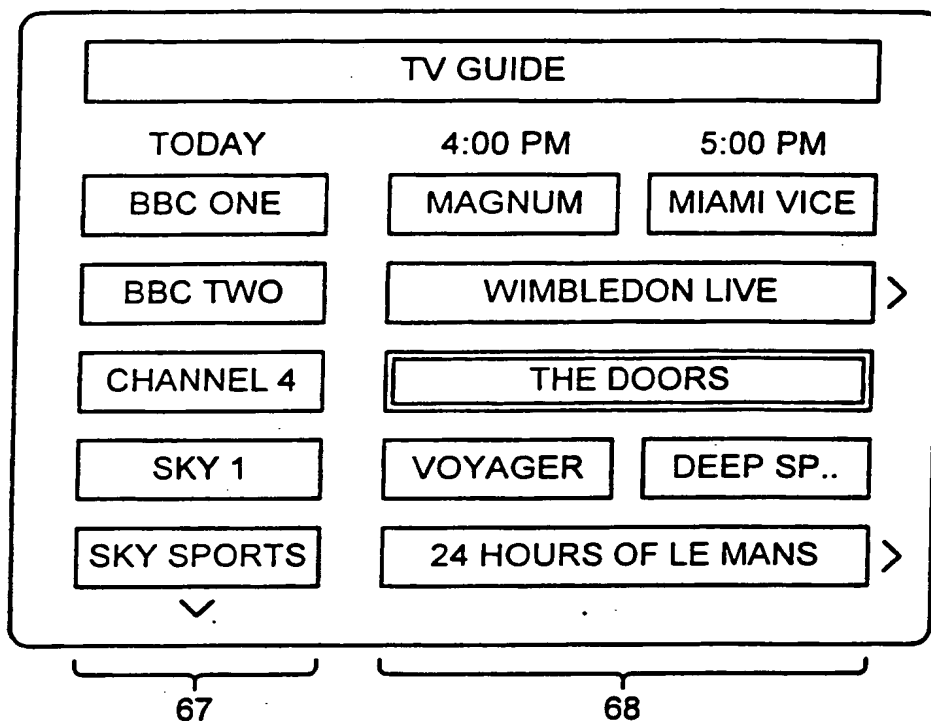 TV GUIDE
TODAY 4:00 PM 5:00 PM
BBC ONE MAGNUM MIAMI VICE
BBC TWO WIMBLEDON LIVE >
CHANNEL 4 THE DOORS
SKY 1 VOYAGER DEEP SP..
SKY SPORTS 24 HOURS OF LE MANS >
67 68